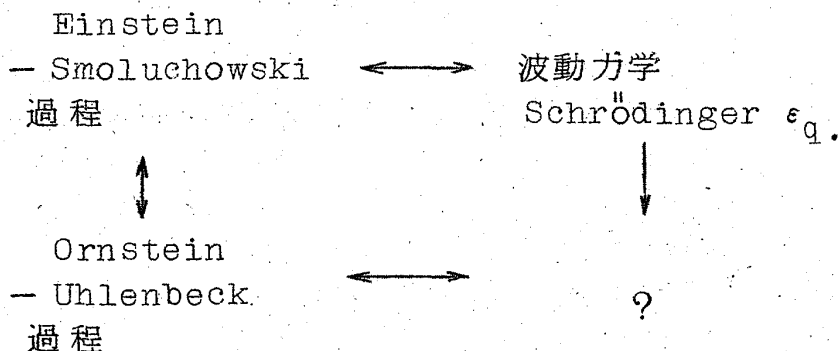 Einstein
— Smoluchowski
過程
波動力学
Schrödinger εq.
Ornstein
— Uhlenbeck
過程
?